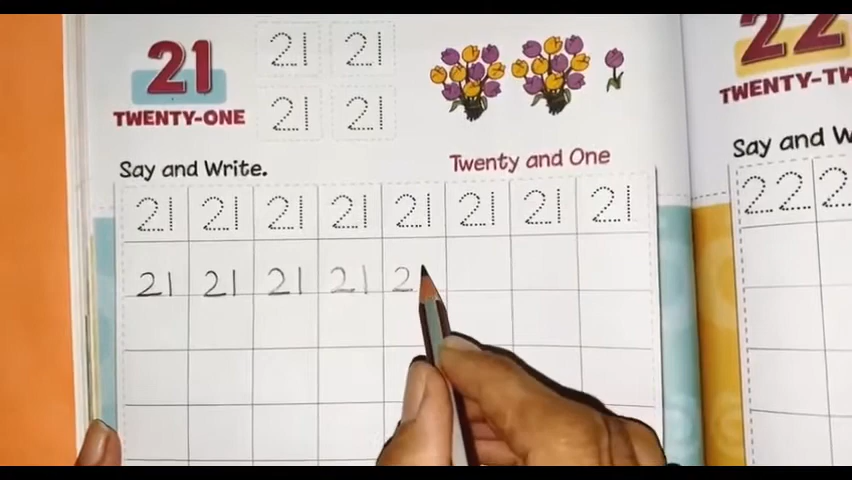 21 21 21
TWENTY-ONE 21 21
Say and Write.
Twenty and One
21 21 21 21 21 21 21 21
21 21 21 21 2
22
TWENTY-TW
Say and W
22 22